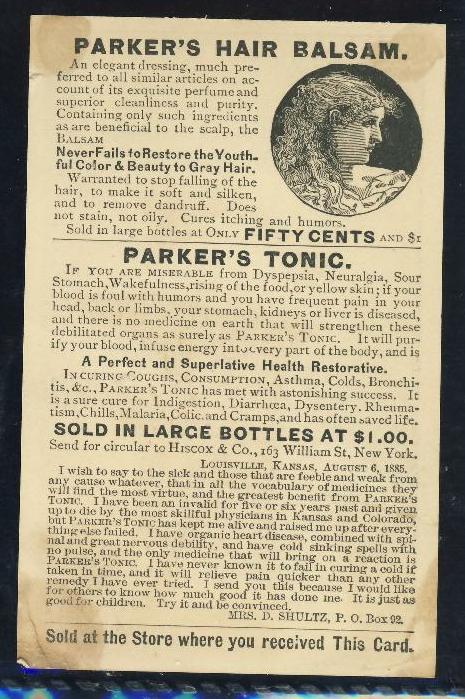 PARKER'S HAIR BALSAM.
An elegant dressing, much pre-
ferred to all similar articles on ac-
count of its exquisite perfume and
superior cleanliness and purity.
Containing only such ingredients
as are beneficial to the scalp, the
BALSAM
Never Fails to Restore the Youth-
ful Color & Beauty to Gray Hair.
Warranted to stop falling of the
hair, to make it soft and silken,
and to remove dandruff. Does
not stain, not oily. Cures itching and humors.
Sold in large bottles at ONLY FIFTY CENTS AND $1
PARKER'S TONIC.
IF YOU ARE MISERABLE from Dyspepsia, Neuralgia, Sour
Stomach, Wakefulness, rising of the food, or yellow skin; if your
blood is foul with humors and you have frequent pain in your
head, back or limbs, your stomach, kidneys or liver is diseased,
and there is no medicine on earth that will strengthen these
debilitated organs as surely as PARKER'S TONIC. It will pur-
ify your blood, infuse energy into every part of the body, and is
A Perfect and Superlative Health Restorative.
IN CURING COUGHS, CONSUMPTION, Asthma, Colds, Bronchi-
tis, &c., PARKER'S TONIC has met with astonishing success. It
is a sure cure for Indigestion, Diarrhœa, Dysentery, Rheuma-
tism, Chills, Malaria, Colic and Cramps, and has often saved life.
SOLD IN LARGE BOTTLES AT $1.00.
Send for circular to HISCOX & CO., 163 William St, New York.
LOUISVILLE, KANSAS, AUGUST 6, 1885.
I wish to say to the sick and those that are feeble and weak from
any cause whatever, that in all the vocabulary of medicines they
will find the most virtue, and the greatest benefit from PARKER'S
TONIC. I have been an invalid for five or six years past and given
up to die by the most skillful physicians in Kansas and Colorado,
but PARKER'S TONIC has kept me alive and raised me up after every-
thing else failed. I have organic heart disease, combined with spi-
nal and great nervous debility, and have cold sinking spells with
no pulse, and the only medicine that will bring on a reaction is
PARKER'S TONIC. I have never known it to fail in curing a cold if
taken in time, and it will relieve pain quicker than any other
remedy I have ever tried. I send you this because I would like
for others to know how much good it has done me. It is just as
good for children. Try it and be convinced.
MRS. D. SHULTZ, P. O. Box 92.
Sold at the Store where you received This Card.